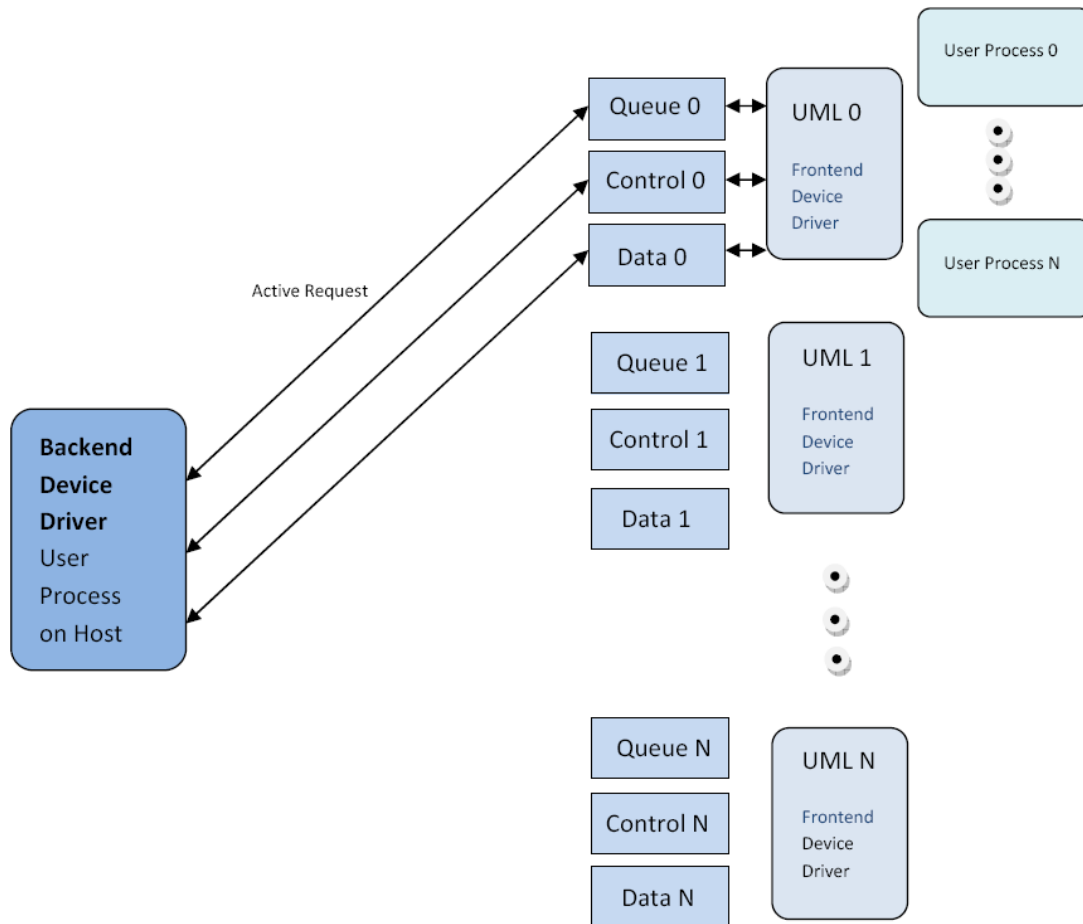 User Process 0
Queue 0
UML 0
Control 0
Frontend
Device
Driver
Data 0
User Process N
Active Request
Queue 1
UML 1
Control 1
Frontend
Device
Driver
Data 1
Backend
Device
Driver
User
Process
on Host
Queue N
UML N
Control N
Frontend
Device
Driver
Data N